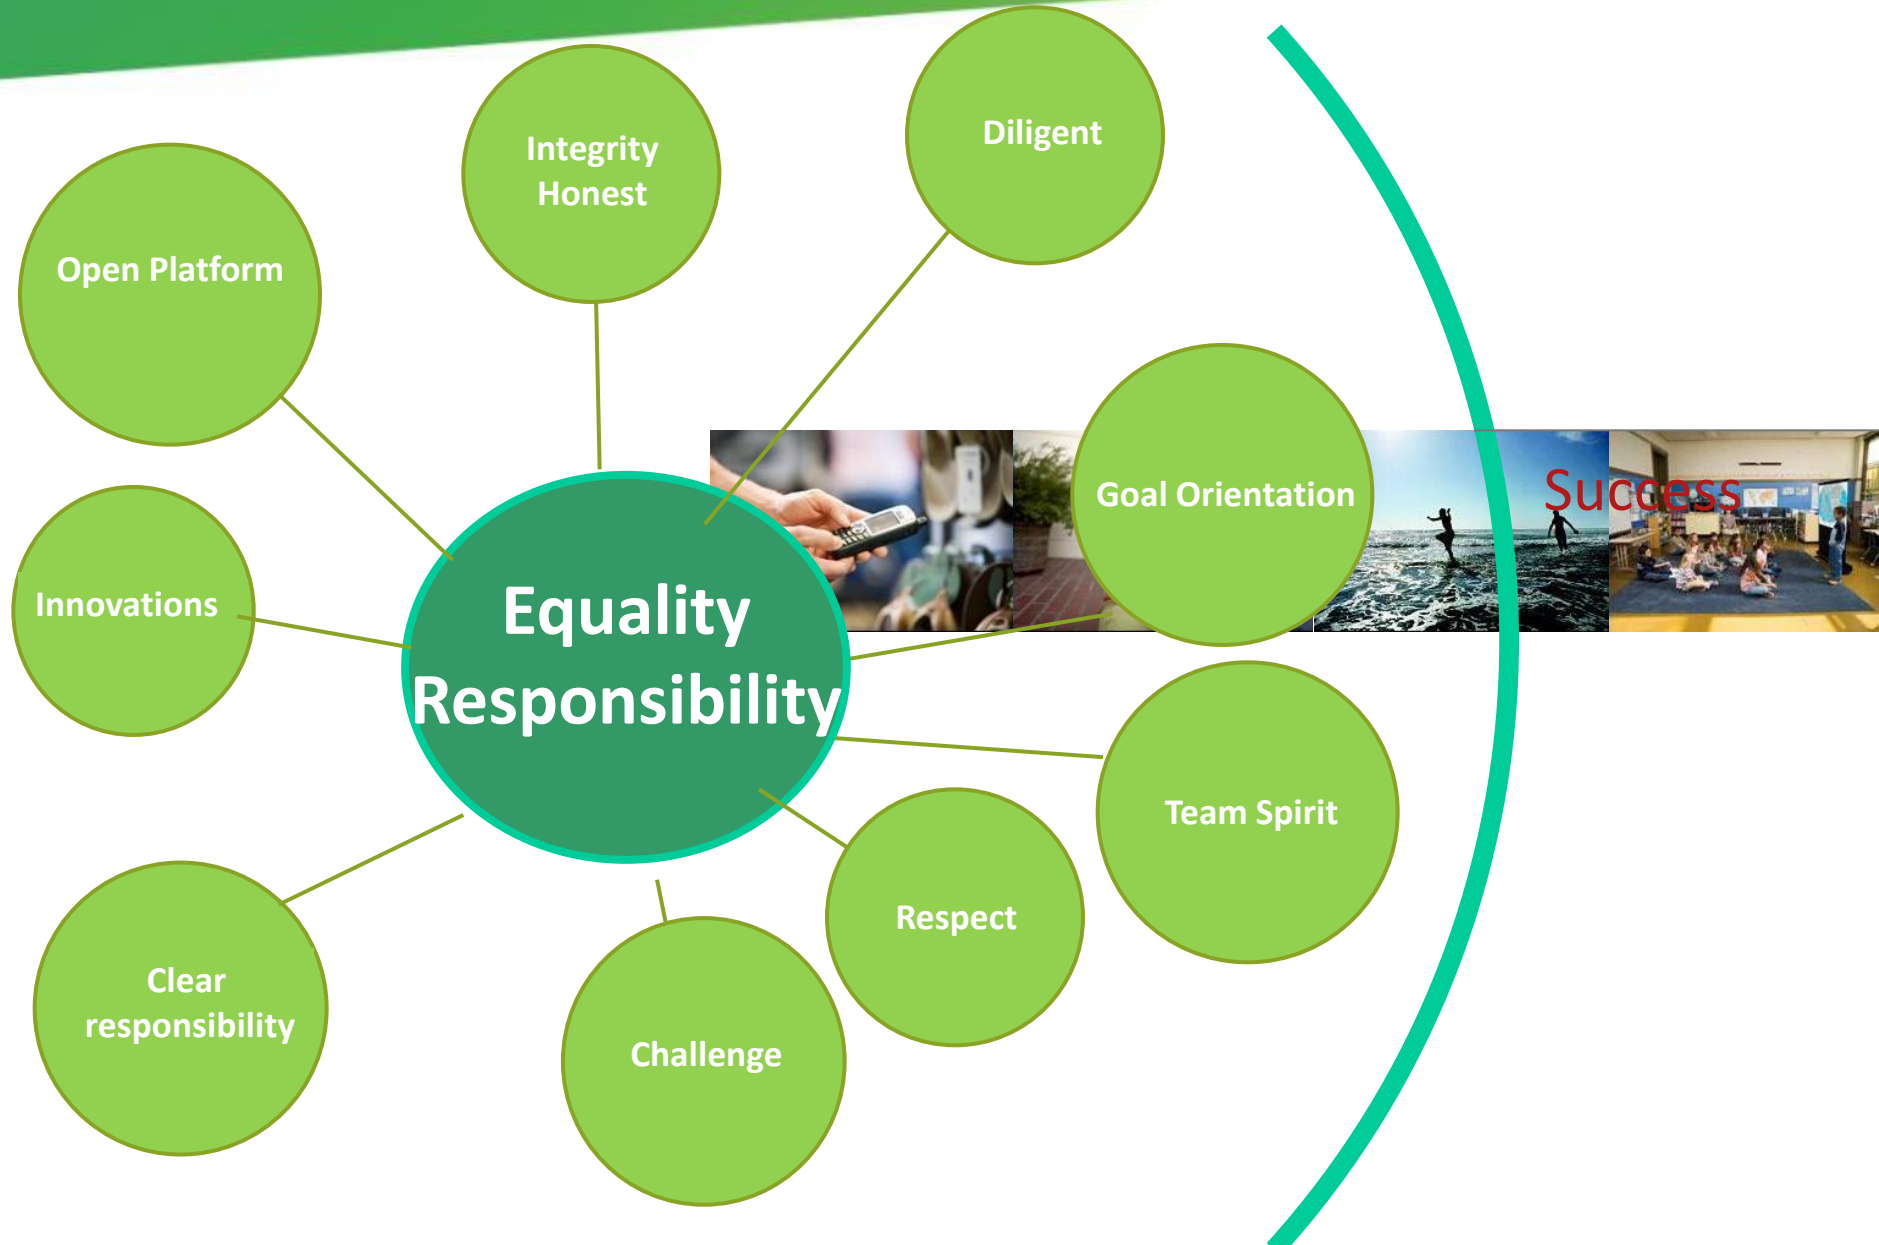 Diligent
Integrity
Honest
Open Platform
Goal Orientation
Success
Innovations
Equality
Responsibility
Team Spirit
Respect
Clear
responsibility
Challenge